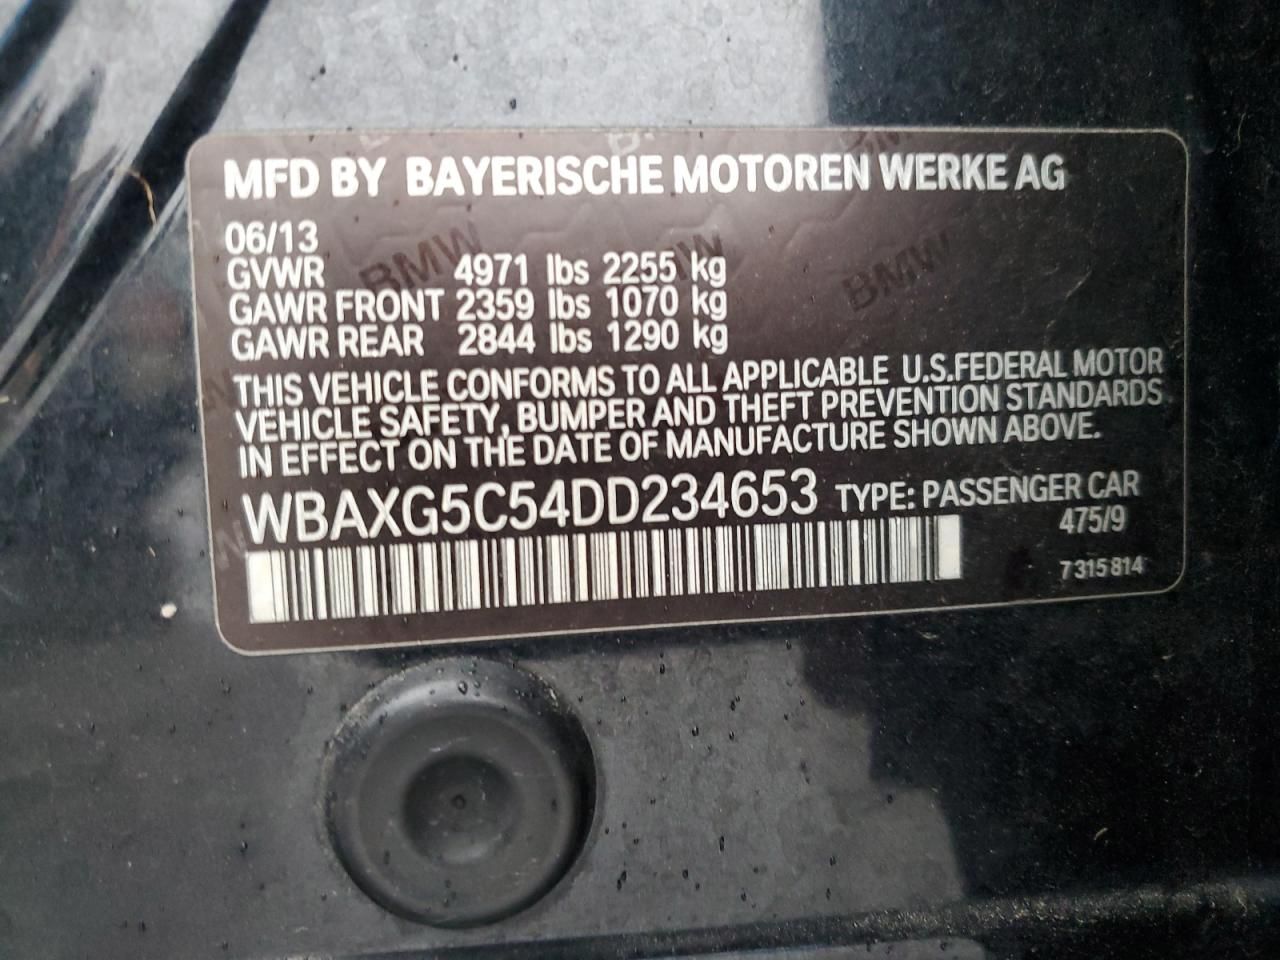 MFD BY BAYERISCHE MOTOREN WERKE AG
06/13
GVWR 4971 lbs 2255 kg
GAWR FRONT 2359 lbs 1070 kg
GAWR REAR 2844 lbs 1290 kg
THIS VEHICLE CONFORMS TO ALL APPLICABLE U.S.FEDERAL MOTOR
VEHICLE SAFETY, BUMPER AND THEFT PREVENTION STANDARDS
IN EFFECT ON THE DATE OF MANUFACTURE SHOWN ABOVE.
WBAXG5C54DD234653 TYPE: PASSENGER CAR
475/9
7 315 814
BMW
BMW